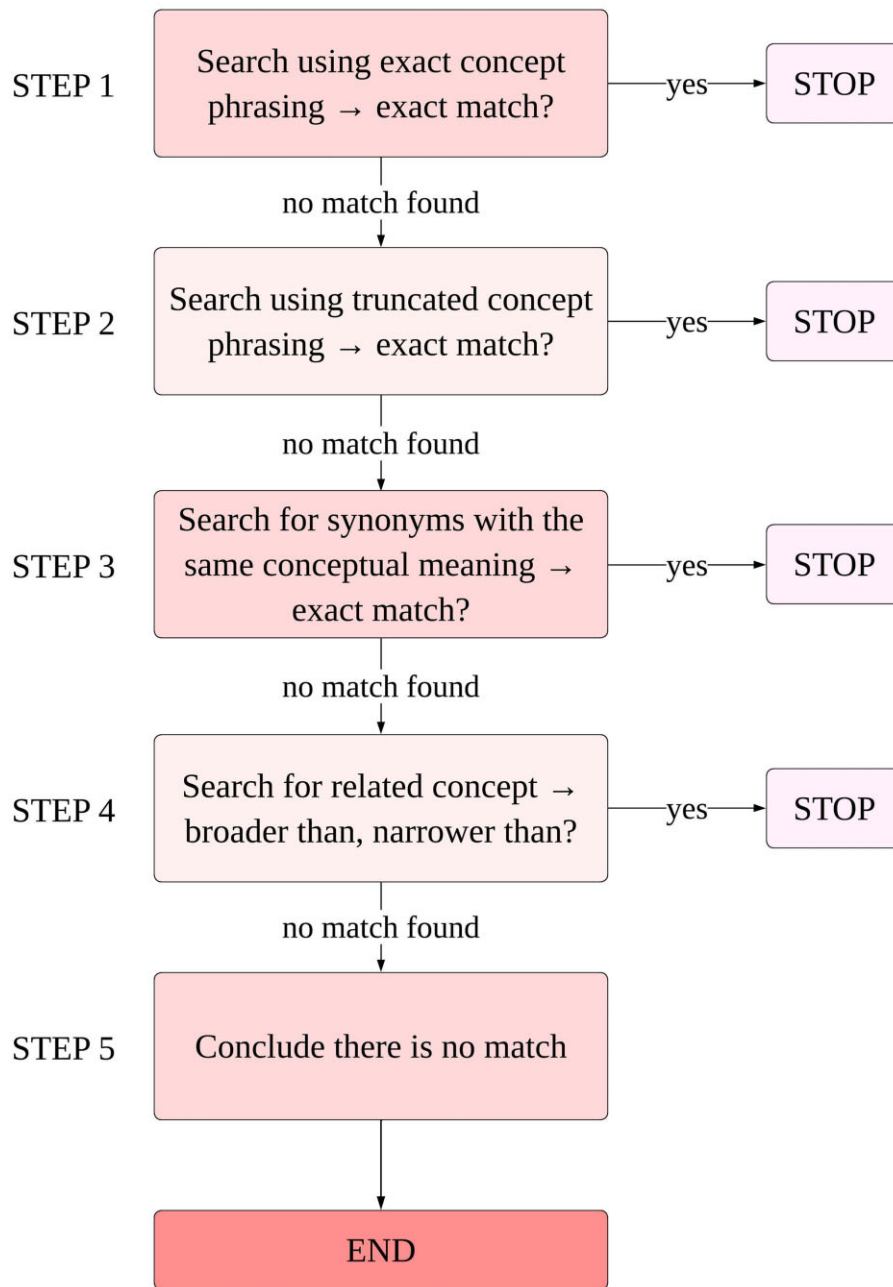 STEP 1
Search using exact concept
phrasing → exact match?
yes
STOP
no match found
STEP 2
Search using truncated concept
phrasing → exact match?
yes
STOP
no match found
STEP 3
Search for synonyms with the
same conceptual meaning →
exact match?
yes
STOP
no match found
STEP 4
Search for related concept →
broader than, narrower than?
yes
STOP
no match found
STEP 5
Conclude there is no match
END